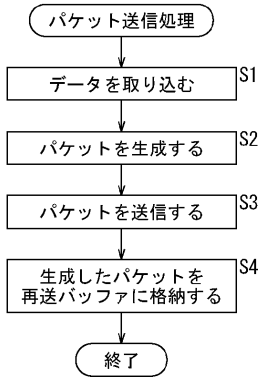 パケット送信処理
データを取り込む
S1
パケットを生成する
S2
パケットを送信する
S3
生成したパケットを
再送バッファに格納する
S4
終了